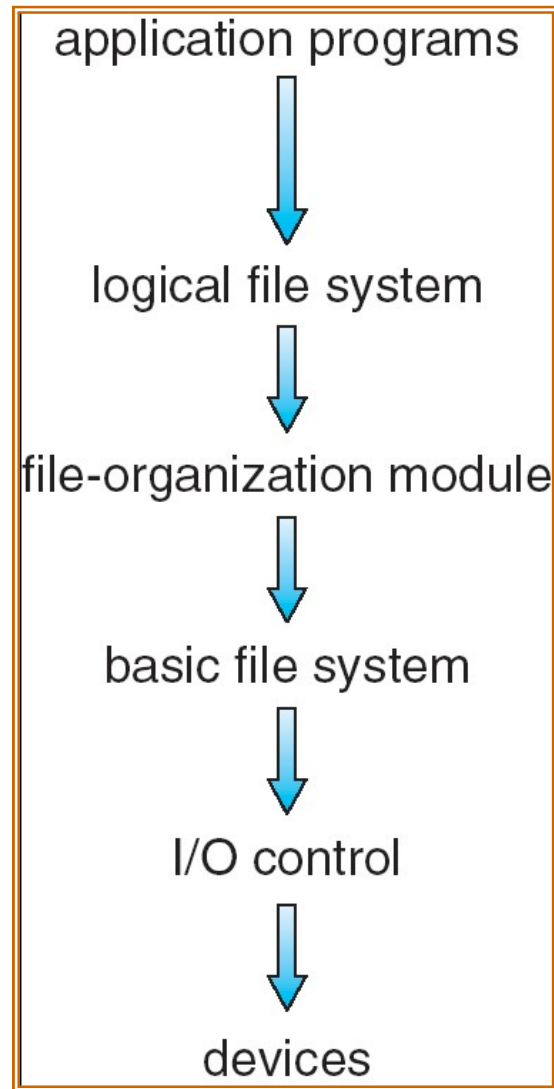 application programs
logical file system
file-organization module
basic file system
I/O control
devices